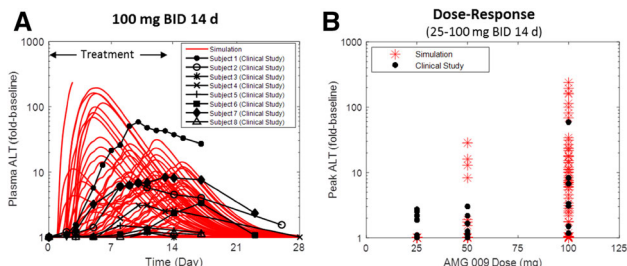 A
100 mg BID 14 d
1000
100
10
1
0
7
14
21
28
Plasma ALT (fold-baseline)
Time (Day)
Treatment
Simulation
Subject 1 (Clinical Study)
Subject 2 (Clinical Study)
Subject 3 (Clinical Study)
Subject 4 (Clinical Study)
Subject 5 (Clinical Study)
Subject 6 (Clinical Study)
Subject 7 (Clinical Study)
Subject 8 (Clinical Study)
B
Dose-Response
(25-100 mg BID 14 d)
1000
100
10
1
0
25
50
75
100
125
Peak ALT (fold-baseline)
AMG 009 Dose (mg)
Simulation
Clinical Study